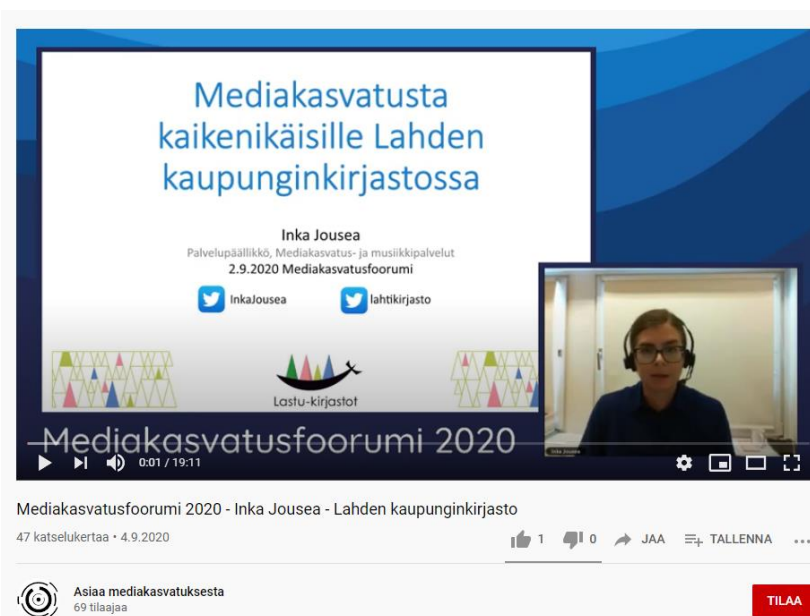 Mediakasvatusta
kaikenikäisille Lahden
kaupunginkirjastossa
Inka Jousea
Palvelupäällikkö, Mediakasvatus- ja musiikkipalvelut
2.9.2020 Mediakasvatusfoorumi
InkaJousea
lahtikirjasto
Lastu-kirjastot
Inka Jousea
Mediakasvatusfoorumi 2020
0:01 / 19:11
Mediakasvatusfoorumi 2020 - Inka Jousea - Lahden kaupunginkirjasto
47 katselukertaa • 4.9.2020
1
0
JAA
TALLENNA
Asiaa mediakasvatuksesta
69 tilaajaa
TILAA